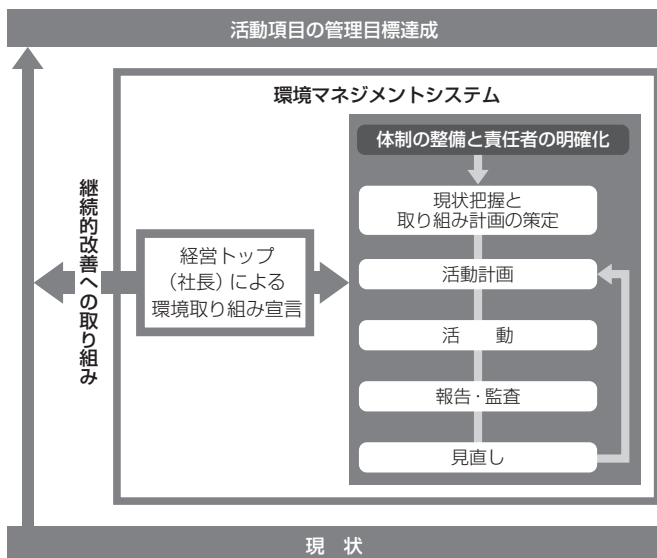 活動項目の管理目標達成
環境マネジメントシステム
体制の整備と責任者の明確化
現状把握と
取り組み計画の策定
継続的改善への取り組み
経営トップ
（社長）による
環境取り組み宣言
活動計画
活　動
報告・監査
見直し
現　状